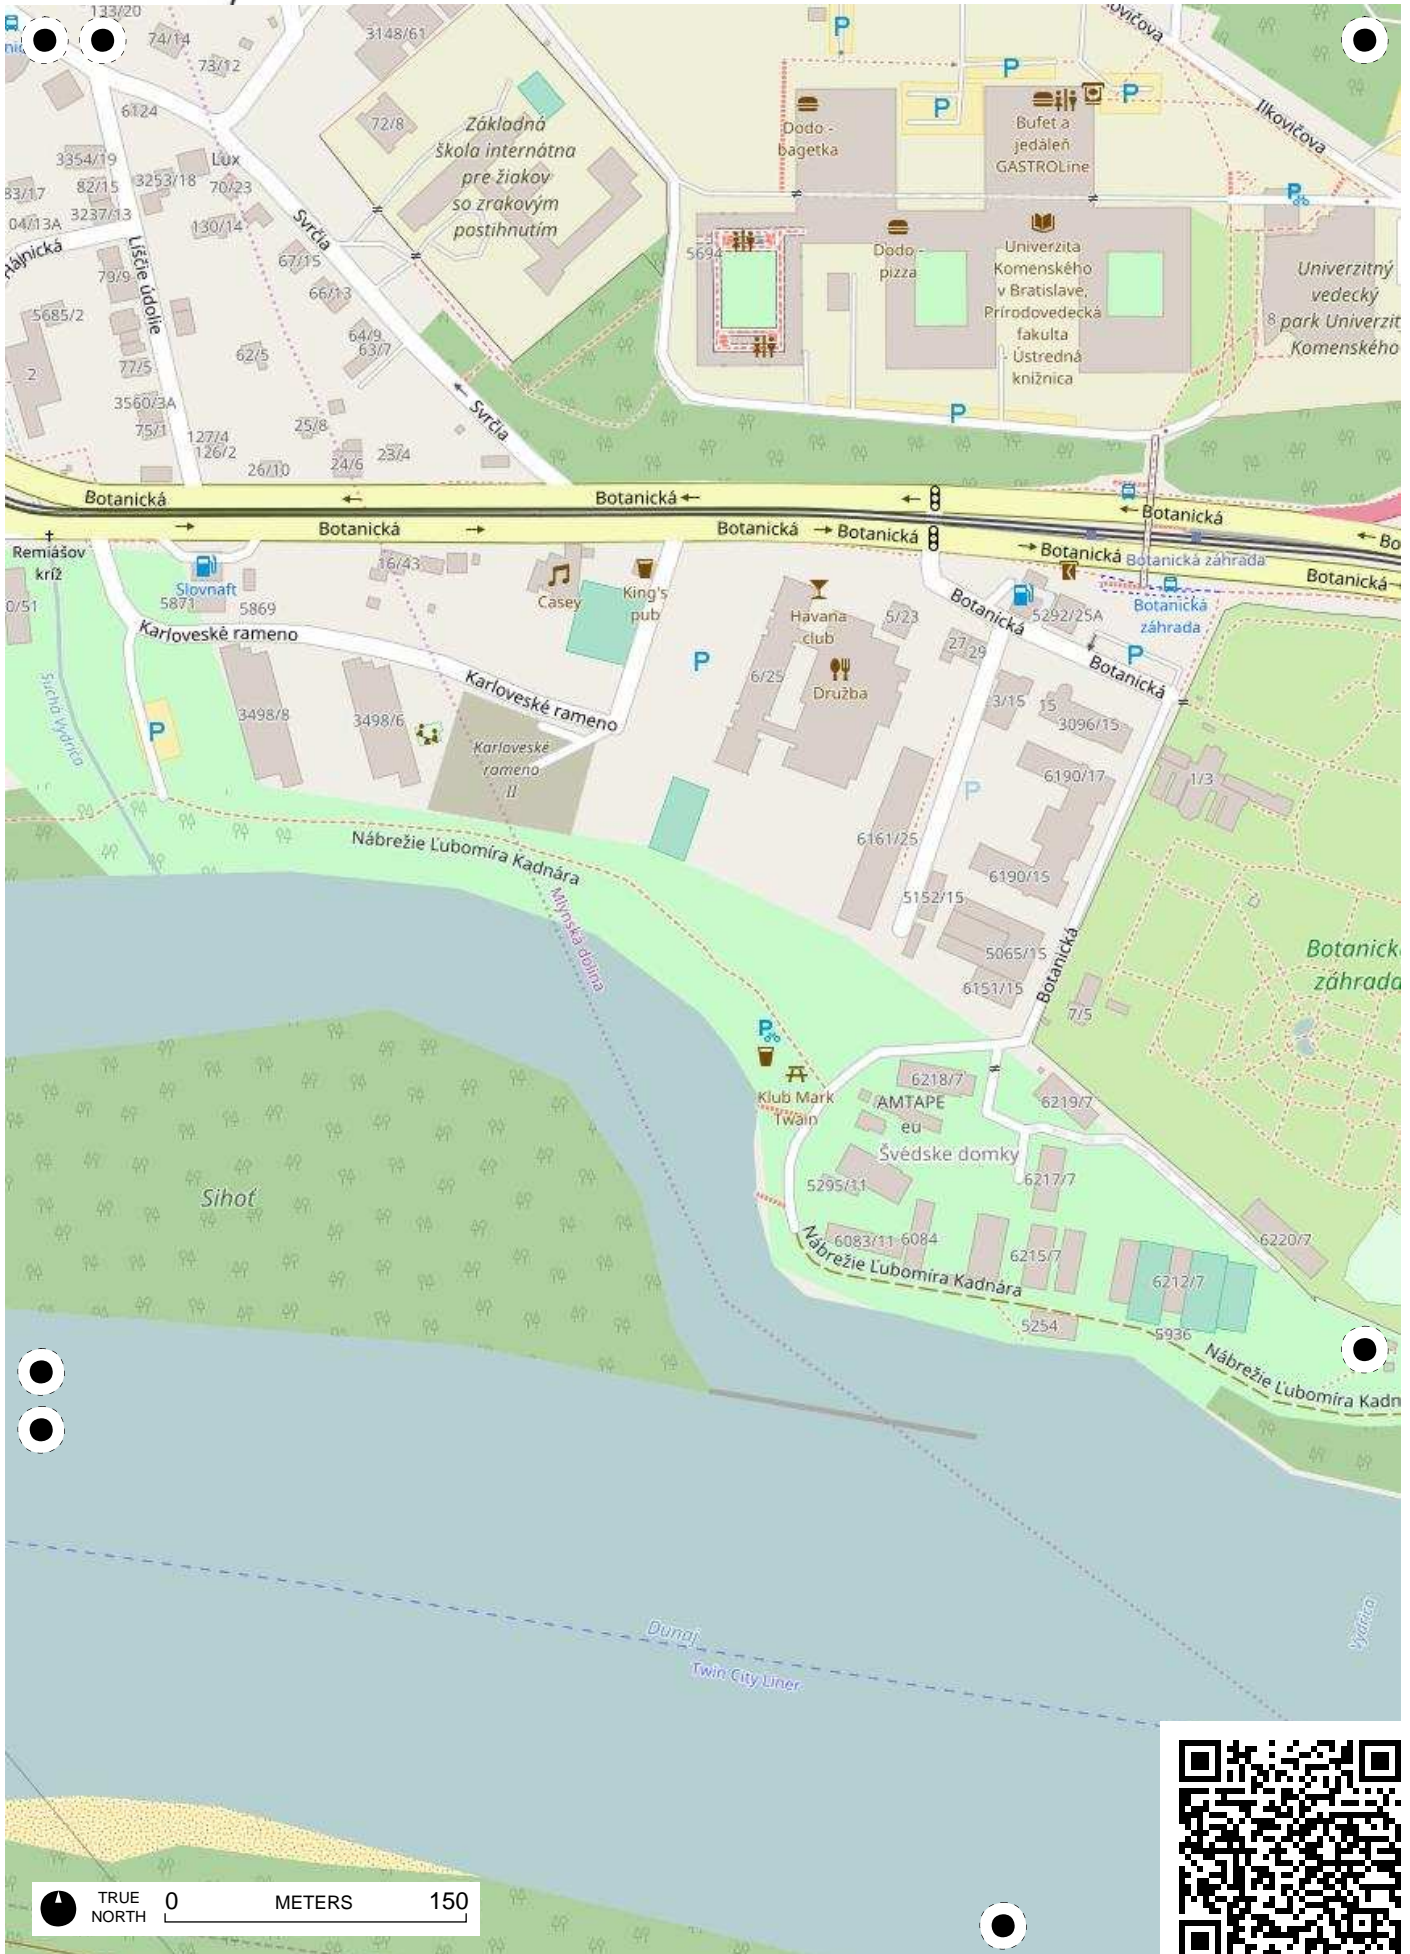 133/20
74/14
73/12
3148/61
6124
72/8
Základná
škola internátna
pre žiakov
so zrakovým
postihnutím
Dodo -
bagetka
Bufet a
jedáleň
GASTROLine
Ilkovičova
3354/19
82/15
3253/18
Lux
70/23
83/17
3237/13
04/13A
130/14
Svrčia
Hájnická
Líščie údolie
79/9
67/15
66/13
5694
Dodo -
pizza
Univerzita
Komenského
v Bratislave,
Prírodovedecká
fakulta
- Ústredná
knižnica
Univerzitný
vedecký
8
park Univerzit
Komenského
5685/2
64/9
63/7
62/5
77/5
2
3560/3A
75/1
Svrčia
127/4
126/2
25/8
24/6
23/4
26/10
Botanická
Botanická
Botanická
Botanická
Botanická
Botanická
Botanická
Bo
Botanická záhrada
Botanická
Remiášov
kríž
16/43
Slovnaft
5871
5869
0/51
Casey
King's
pub
Havana
club
5/23
Botanická
5292/25A
Botanická
záhrada
Karloveské rameno
27
29
Botanická
6/25
Družba
Suchá Vydrica
3498/8
3498/6
Karloveské rameno
Karloveské
rameno
II
3/15
15
3096/15
6190/17
1/3
Nábrežie Ľubomíra Kadnára
6161/25
6190/15
5152/15
Mlynská dolina
5065/15
6151/15
Botanická
Botanick
záhrada
7/5
Klub Mark
Twain
6218/7
AMTAPE
eu
6219/7
Švédske domky
5295/11
6217/7
Sihoť
6083/11
6084
6215/7
6220/7
6212/7
Nábrežie Ľubomíra Kadnára
5254
5936
Nábrežie Ľubomíra Kadn
Dunaj
Twin City Liner
Vydrica
TRUE
NORTH
0 METERS 150